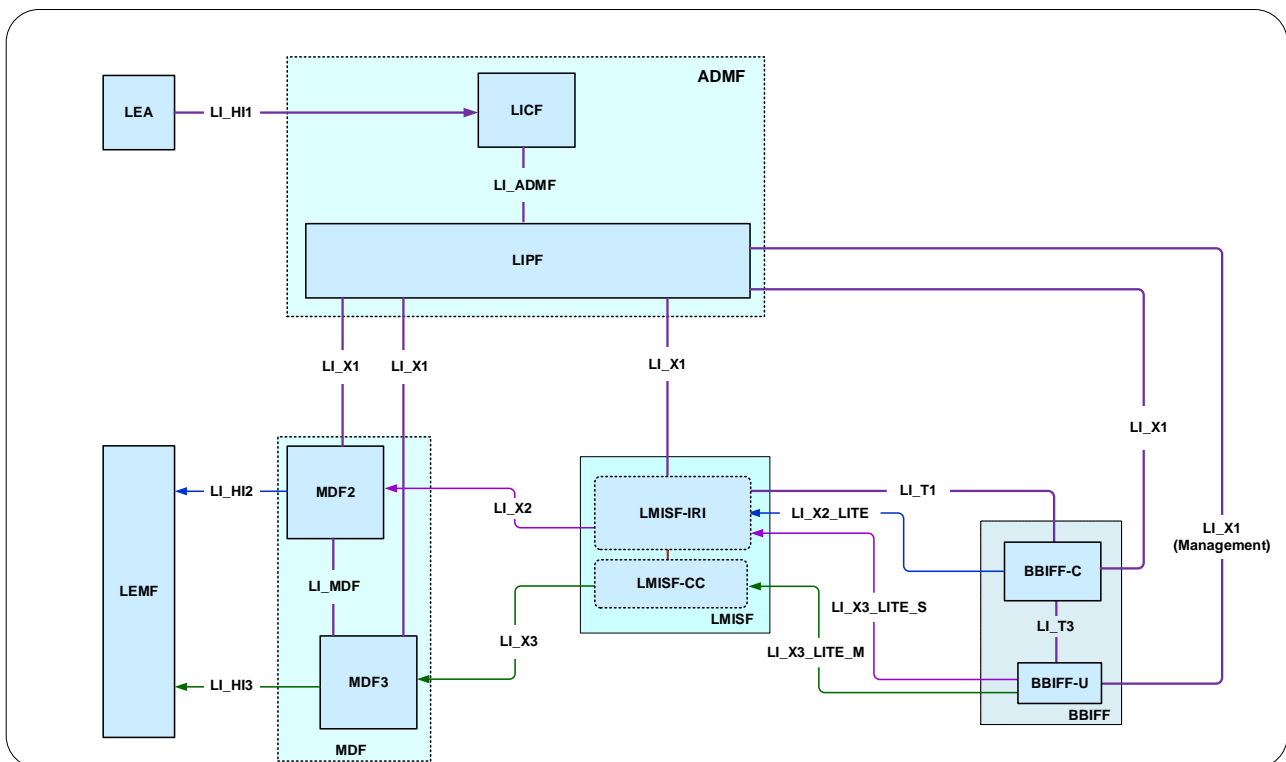 ADMF
LEA
LI_HI1
LICF
LI_ADMF
LIPF
LI_X1
LI_X1
LI_X1
LI_X1
LI_X1
(Management)
LEMF
LI_HI2
MDF2
LI_X2
LMISF-IRI
LI_T1
LI_X2_LITE
LI_MDF
LMISF-CC
LMISF
BBIFF-C
LI_X3_LITE_S
LI_T3
LI_X3
LI_X3_LITE_M
LI_HI3
MDF3
BBIFF-U
BBIFF
MDF